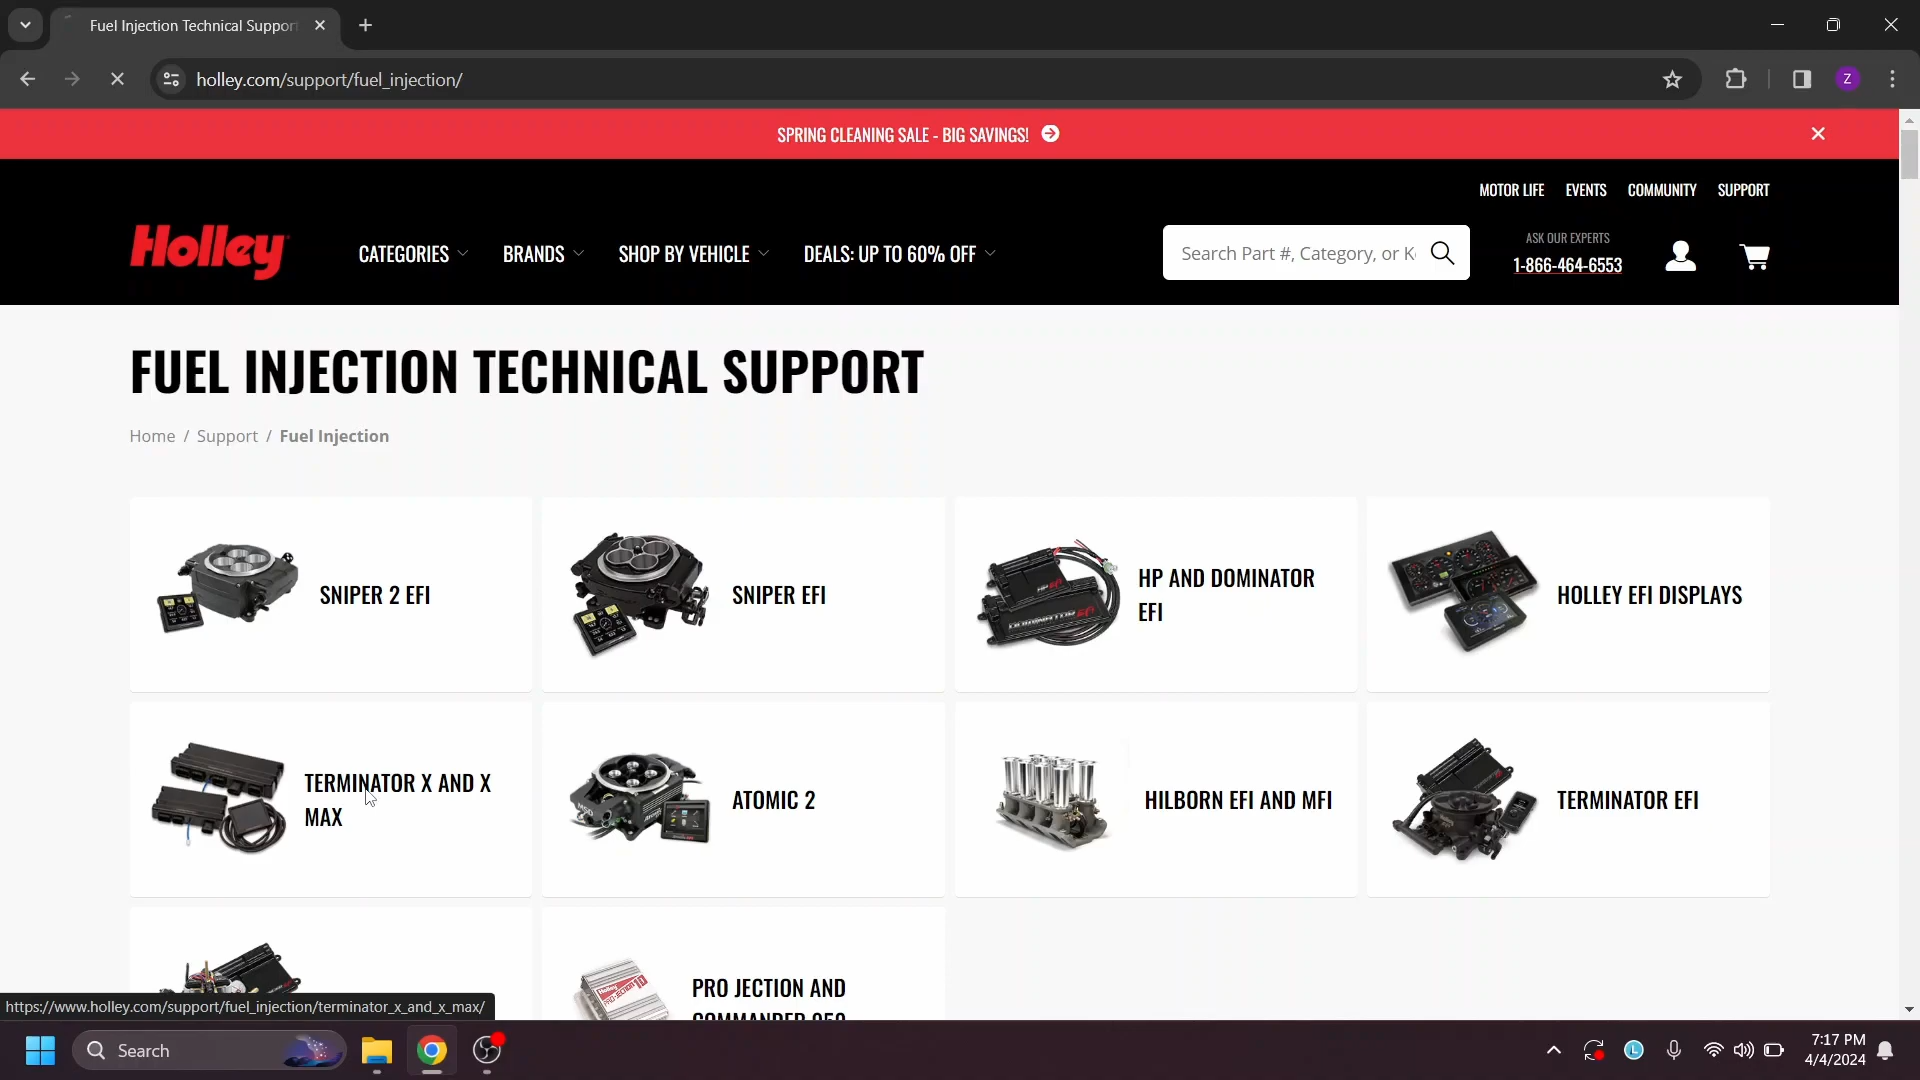 Fuel Injection Technical Suppor
holley.com/support/fuel_injection/
Z
SPRING CLEANING SALE - BIG SAVINGS!
MOTOR LIFE EVENTS COMMUNITY SUPPORT
Holley
CATEGORIES BRANDS SHOP BY VEHICLE DEALS: UP TO 60% OFF
Search Part #, Category, or K
ASK OUR EXPERTS
1-866-464-6553
FUEL INJECTION TECHNICAL SUPPORT
Home / Support / Fuel Injection
SNIPER 2 EFI
SNIPER EFI
HP AND DOMINATOR
EFI
HOLLEY EFI DISPLAYS
TERMINATOR X AND X
MAX
ATOMIC 2
HILBORN EFI AND MFI
TERMINATOR EFI
PRO JECTION AND
COMMANDER 950
https://www.holley.com/support/fuel_injection/terminator_x_and_x_max/
Search
L
7:17 PM
4/4/2024